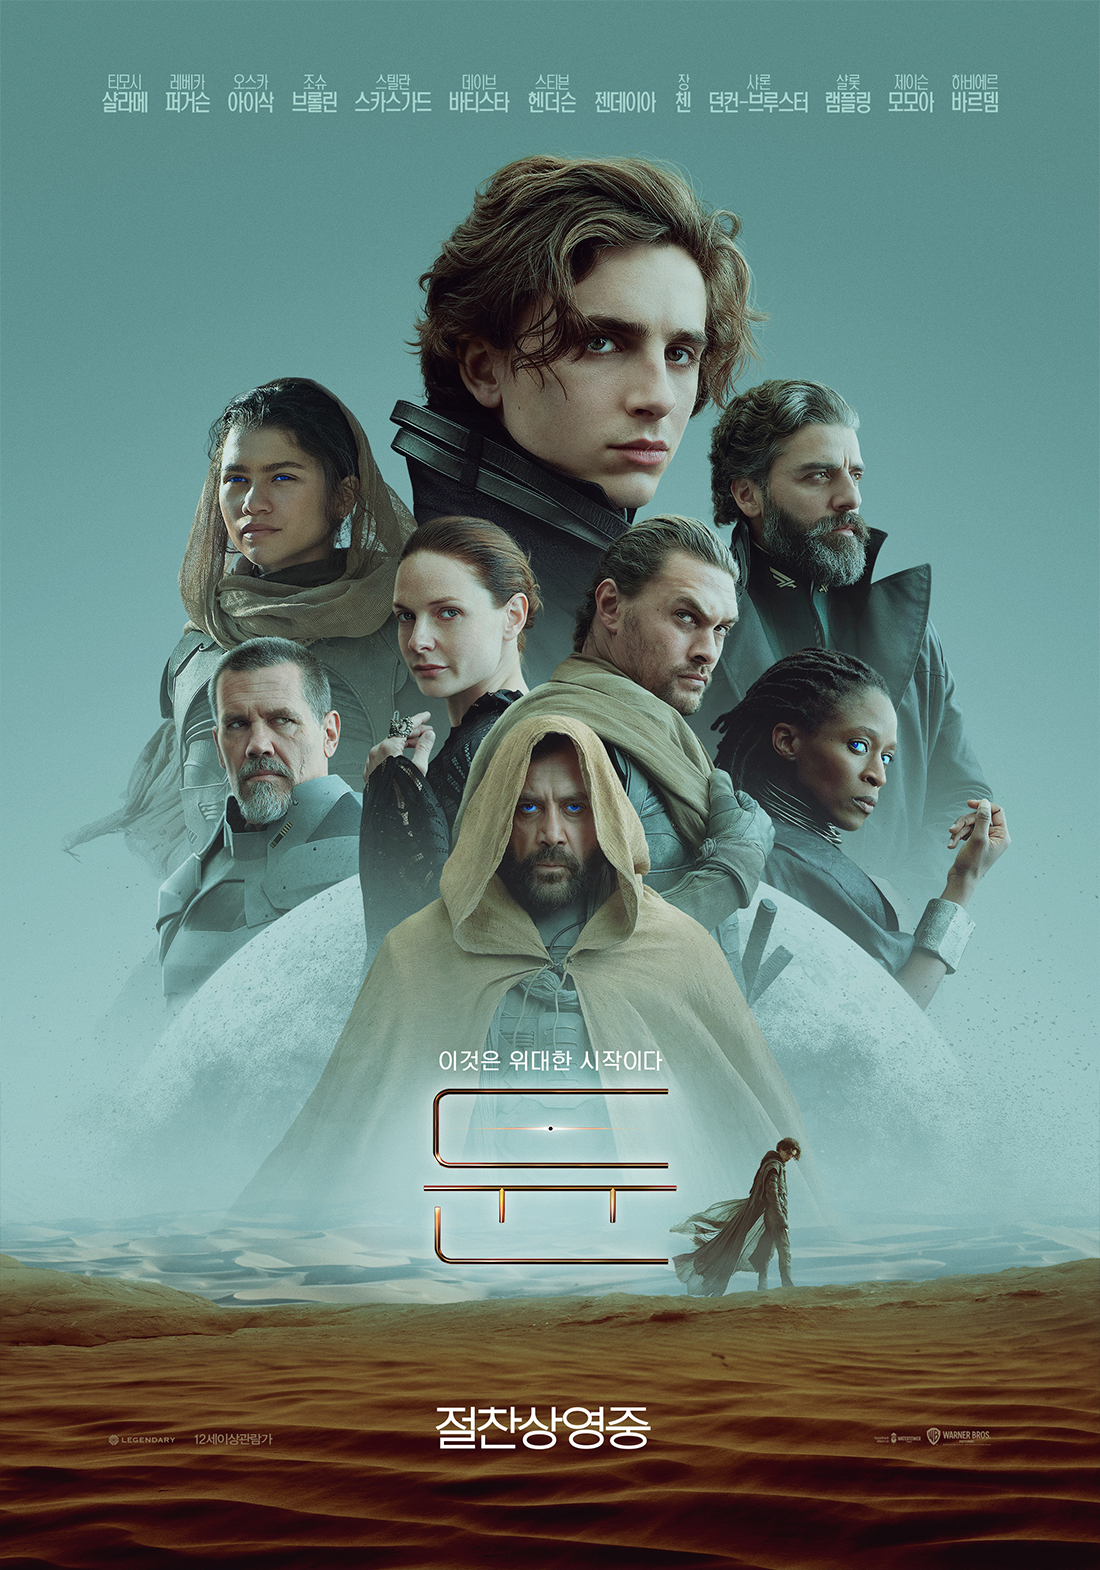 티모시 레베카 오스카 조슈 스텔란 데이브 스티븐 장 샤론 샬롯 제이슨 하비에르
샬라메 퍼거슨 아이삭 브롤린 스카스가드 바티스타 헨더슨 젠데이아 첸 던컨-브루스터 램플링 모모아 바르뎀
이것은 위대한 시작이다
듄
절찬상영중
LEGENDARY 12세이상관람가 WATERTOWER WARNER BROS.